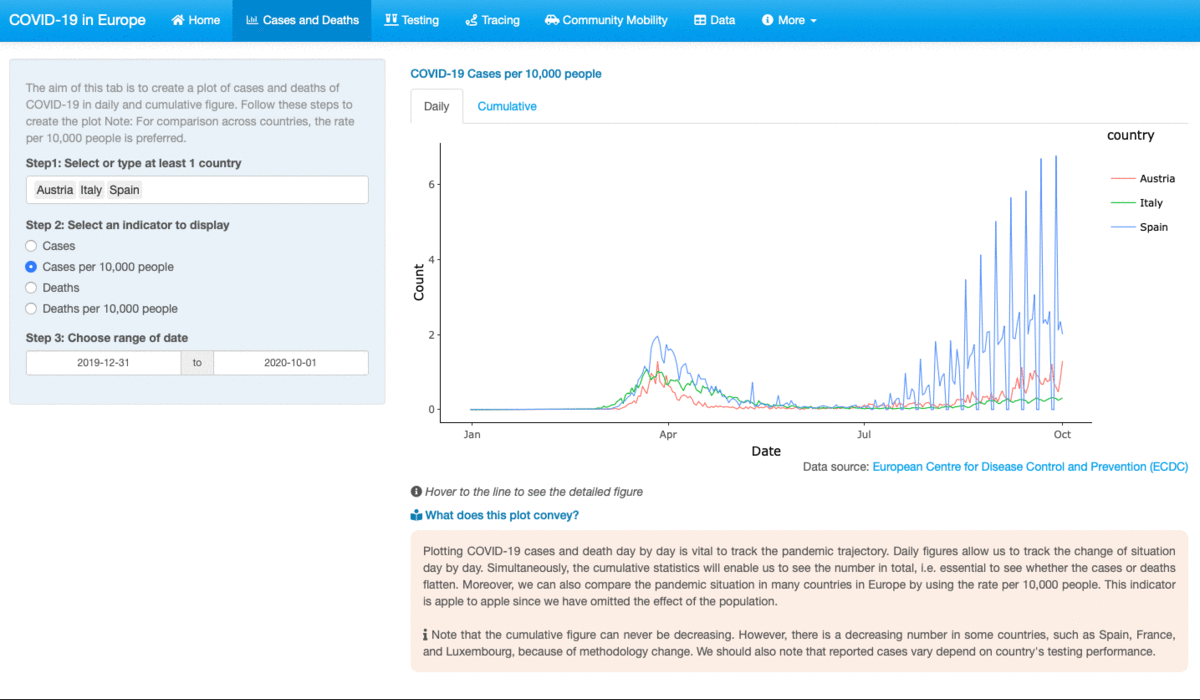 COVID-19 in Europe
Home
Cases and Deaths
Testing
Tracing
Community Mobility
Data
More
The aim of this tab is to create a plot of cases and deaths of
COVID-19 in daily and cumulative figure. Follow these steps to
create the plot Note: For comparison across countries, the rate
per 10,000 people is preferred.
Step1: Select or type at least 1 country
Austria Italy Spain
Step 2: Select an indicator to display
Cases
Cases per 10,000 people
Deaths
Deaths per 10,000 people
Step 3: Choose range of date
2019-12-31 to 2020-10-01
COVID-19 Cases per 10,000 people
Daily
Cumulative
country
Austria
Italy
Spain
6
4
2
0
Count
Jan
Apr
Jul
Oct
Date
Data source: European Centre for Disease Control and Prevention (ECDC)
Hover to the line to see the detailed figure
What does this plot convey?
Plotting COVID-19 cases and death day by day is vital to track the pandemic trajectory. Daily figures allow us to track the change of situation
day by day. Simultaneously, the cumulative statistics will enable us to see the number in total, i.e. essential to see whether the cases or deaths
flatten. Moreover, we can also compare the pandemic situation in many countries in Europe by using the rate per 10,000 people. This indicator
is apple to apple since we have omitted the effect of the population.
Note that the cumulative figure can never be decreasing. However, there is a decreasing number in some countries, such as Spain, France,
and Luxembourg, because of methodology change. We should also note that reported cases vary depend on country's testing performance.